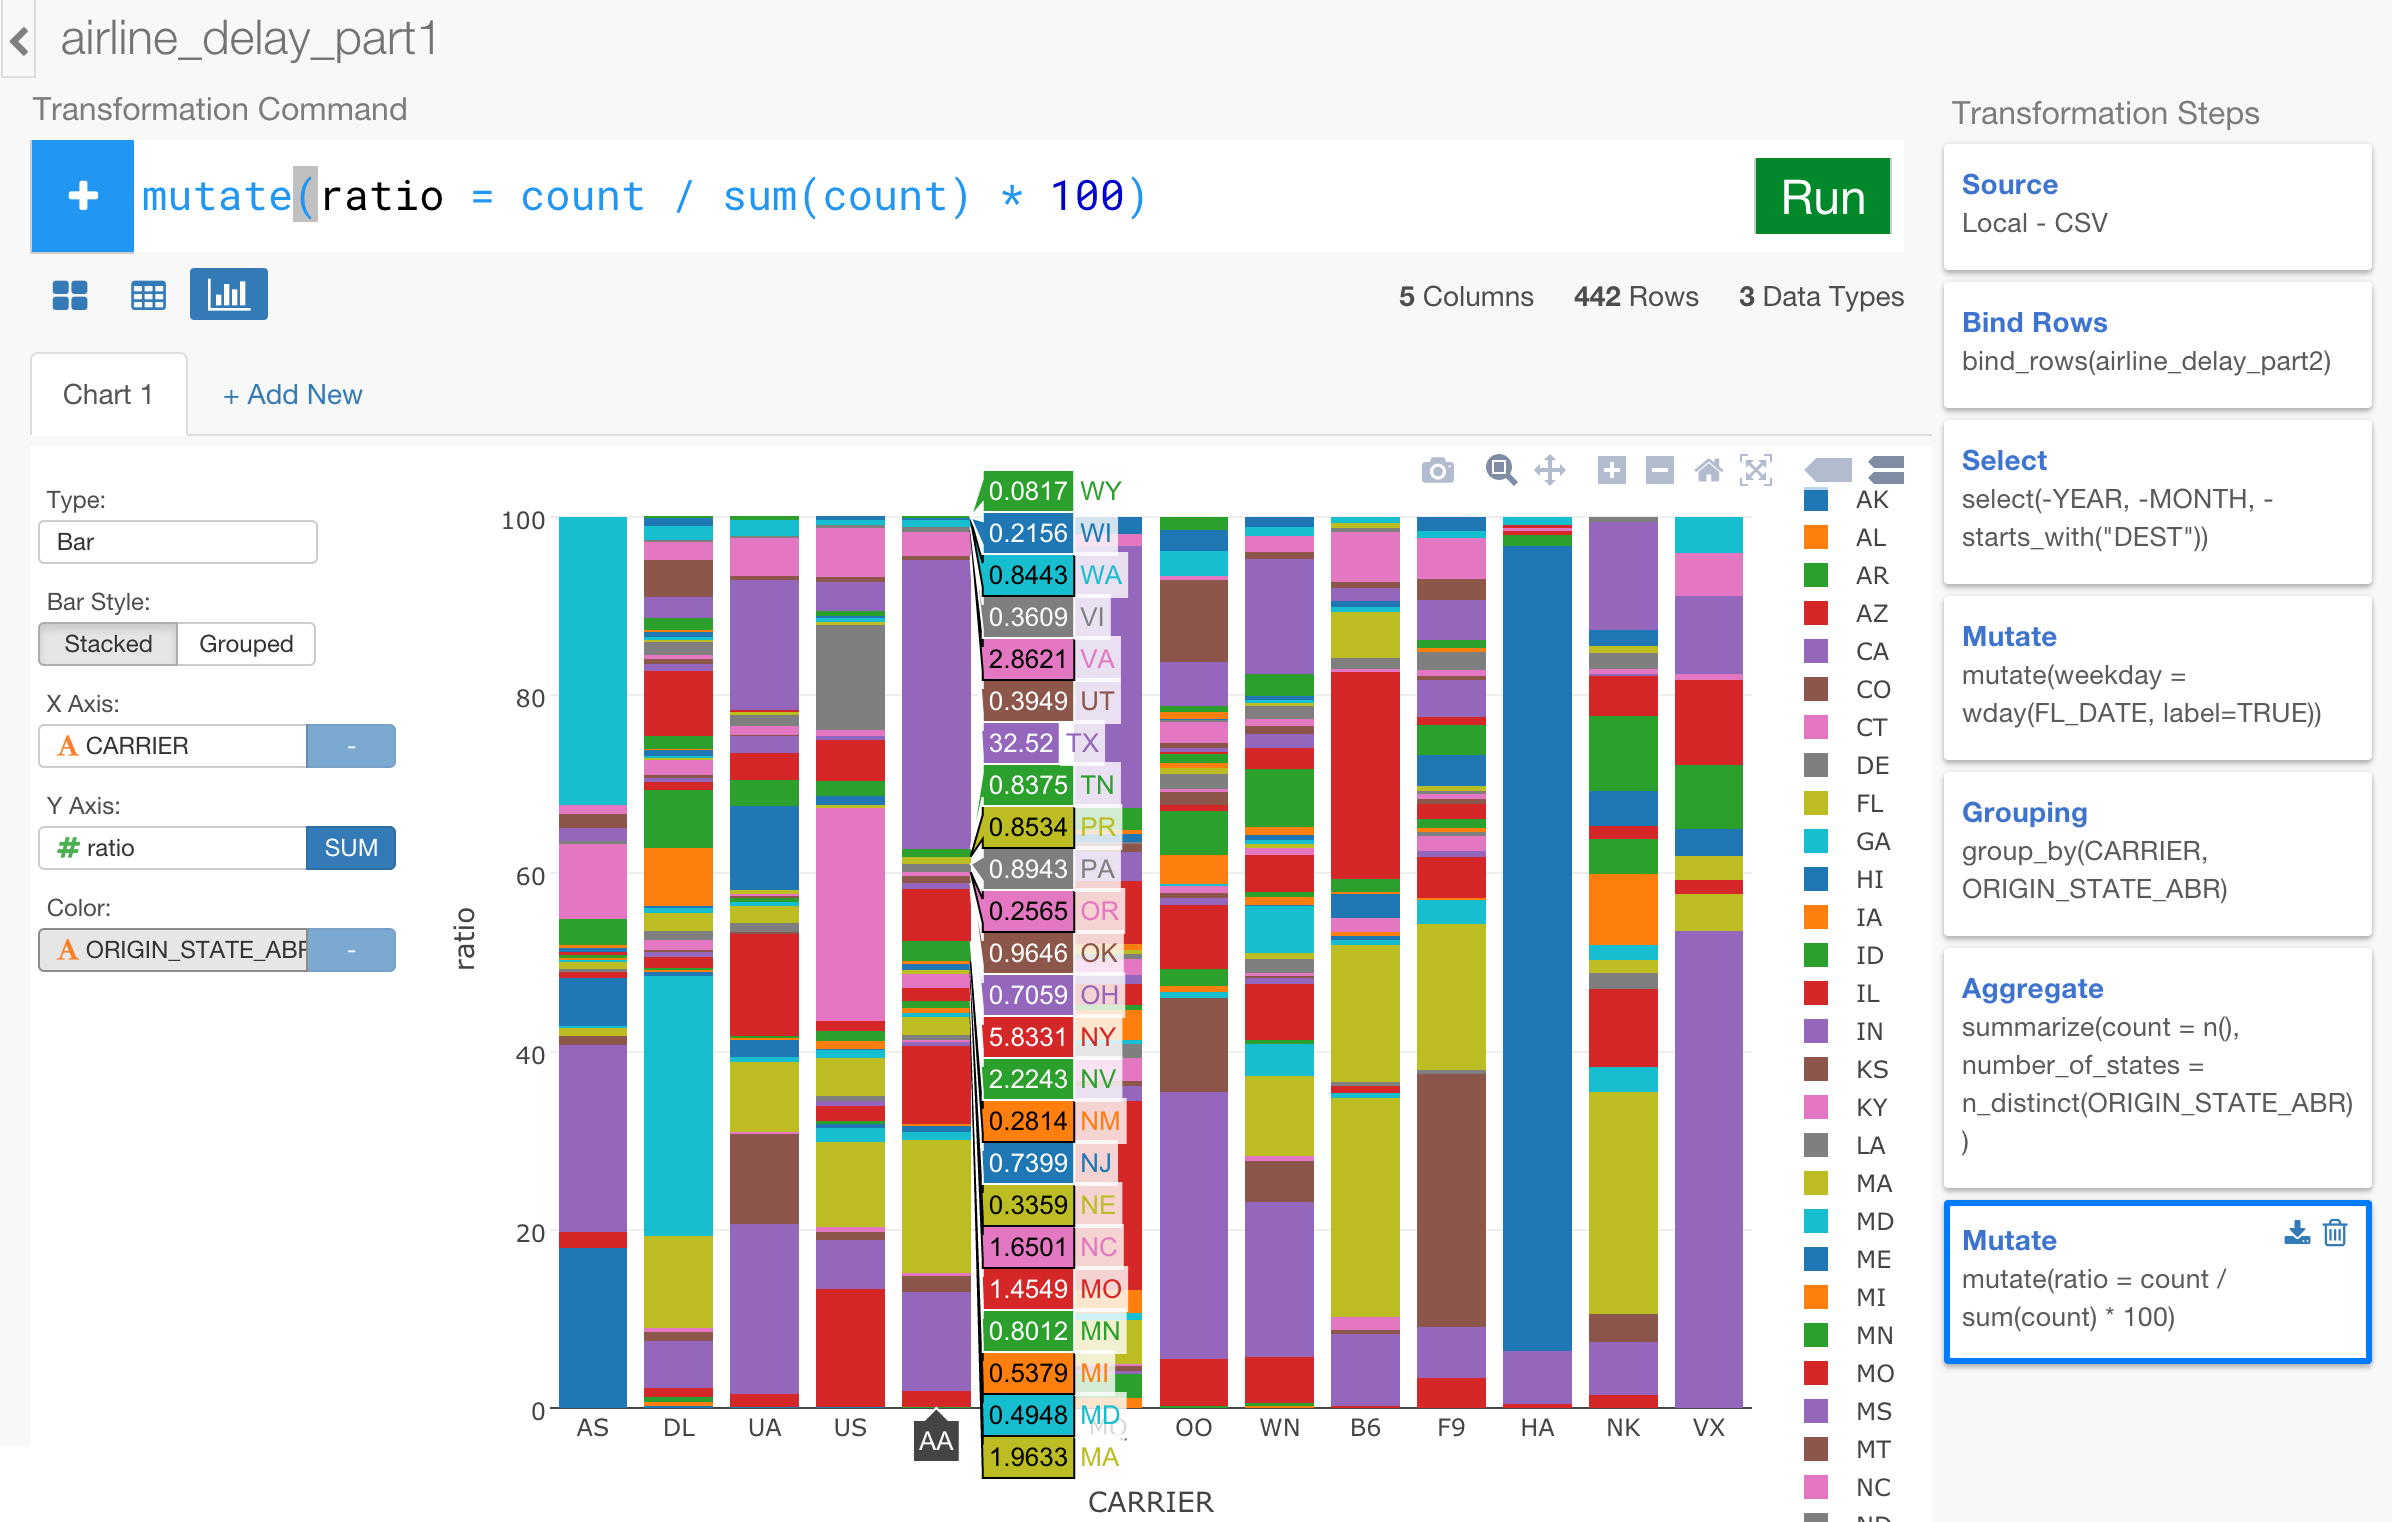 airline_delay_part1
Transformation Command
mutate(ratio = count / sum(count) * 100)
Run
5 Columns 442 Rows 3 Data Types
Chart 1
+ Add New
Type:
Bar
Bar Style:
Stacked Grouped
X Axis:
A CARRIER -
Y Axis:
# ratio SUM
Color:
A ORIGIN_STATE_ABR -
ratio
100
80
60
40
20
0
0.0817 WY
0.2156 WI
0.8443 WA
0.3609 VI
2.8621 VA
0.3949 UT
32.52 TX
0.8375 TN
0.8534 PR
0.8943 PA
0.2565 OR
0.9646 OK
0.7059 OH
5.8331 NY
2.2243 NV
0.2814 NM
0.7399 NJ
0.3359 NE
1.6501 NC
1.4549 MO
0.8012 MN
0.5379 MI
0.4948 MD
1.9633 MA
AS DL UA US AA MQ OO WN B6 F9 HA NK VX
CARRIER
AK
AL
AR
AZ
CA
CO
CT
DE
FL
GA
HI
IA
ID
IL
IN
KS
KY
LA
MA
MD
ME
MI
MN
MO
MS
MT
NC
ND
Transformation Steps
Source
Local - CSV
Bind Rows
bind_rows(airline_delay_part2)
Select
select(-YEAR, -MONTH, -
starts_with("DEST"))
Mutate
mutate(weekday =
wday(FL_DATE, label=TRUE))
Grouping
group_by(CARRIER,
ORIGIN_STATE_ABR)
Aggregate
summarize(count = n(),
number_of_states =
n_distinct(ORIGIN_STATE_ABR)
)
Mutate
mutate(ratio = count /
sum(count) * 100)